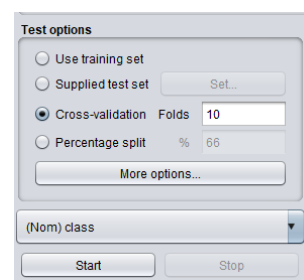 Test options
Use training set
Supplied test set Set...
Cross-validation Folds 10
Percentage split % 66
More options...
(Nom) class
Start Stop